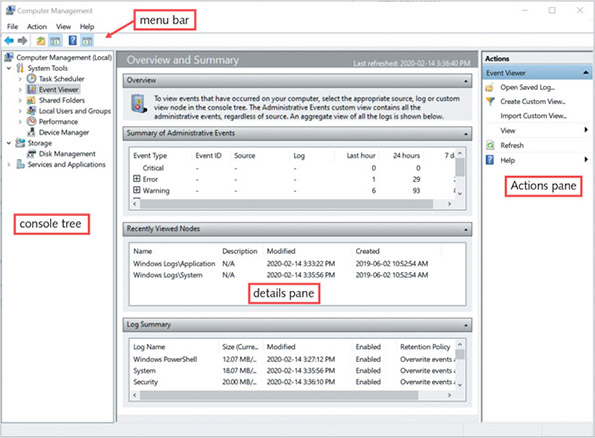 Computer Management
menu bar
File Action View Help
Computer Management (Local)
System Tools
Task Scheduler
Event Viewer
Shared Folders
Local Users and Groups
Performance
Device Manager
Storage
Disk Management
Services and Applications
console tree
Overview and Summary
Last refreshed: 2020-02-14 3:36:40 PM
Overview
To view events that have occurred on your computer, select the appropriate source, log or custom
view node in the console tree. The Administrative Events custom view contains all the
administrative events, regardless of source. An aggregate view of all the logs is shown below.
Summary of Administrative Events
Event Type Event ID Source Log Last hour 24 hours 7 d
Critical - - - 0 0
Error - - - 1 29
Warning - - - 6 93
Recently Viewed Nodes
Name Description Modified Created
Windows Logs\Application N/A 2020-02-14 3:33:22 PM 2019-06-02 10:52:54 AM
Windows Logs\System N/A 2020-02-14 3:35:56 PM 2019-06-02 10:52:54 AM
details pane
Log Summary
Log Name Size (Curre... Modified Enabled Retention Policy
Windows PowerShell 12.07 MB/... 2020-02-14 3:27:12 PM Enabled Overwrite events
System 18.07 MB/... 2020-02-14 3:35:56 PM Enabled Overwrite events
Security 20.00 MB/... 2020-02-14 3:36:10 PM Enabled Overwrite events
Actions
Event Viewer
Open Saved Log...
Create Custom View...
Import Custom View...
View
Refresh
Help
Actions pane